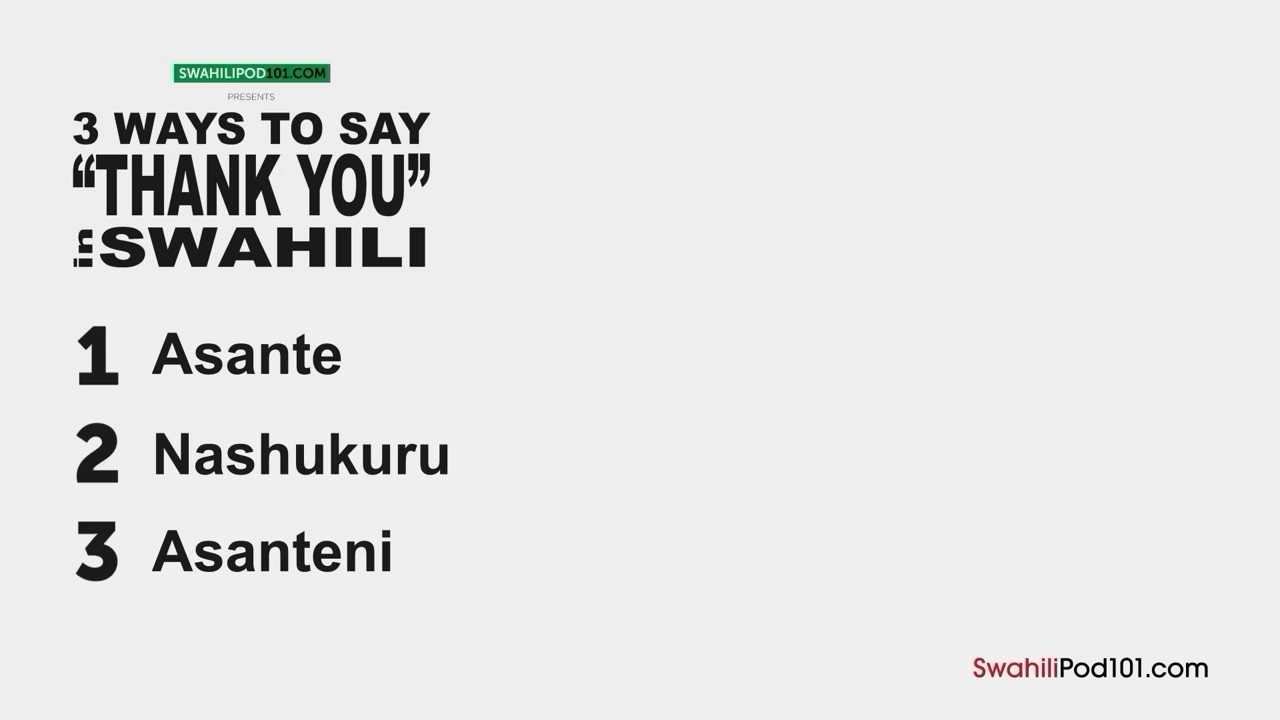 SWAHILIPOD101.COM
PRESENTS
3 WAYS TO SAY
“THANK YOU”
in SWAHILI
1 Asante
2 Nashukuru
3 Asanteni
SwahiliPod101.com